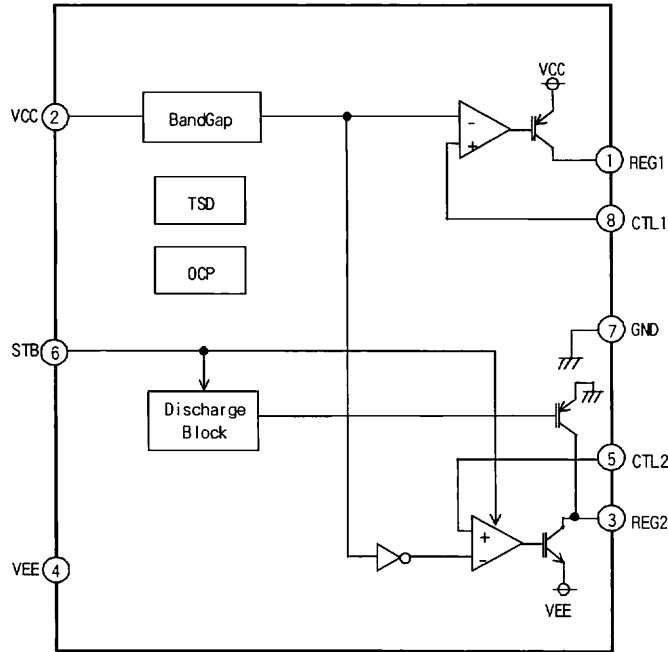 VCC
VCC
2
BandGap
-
+
1
REG1
TSD
8
CTL1
OCP
7
GND
STB
6
Discharge
Block
5
CTL2
+
-
3
REG2
VEE
4
VEE